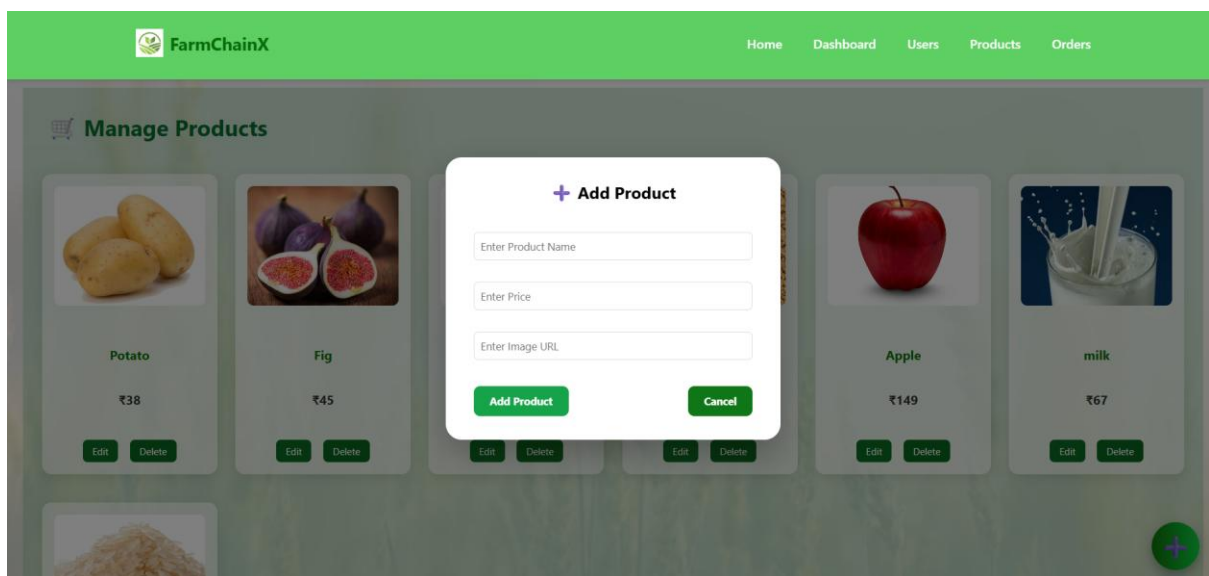 FarmChainX
Home Dashboard Users Products Orders
Manage Products
Add Product
Enter Product Name
Enter Price
Enter Image URL
Add Product Cancel
Potato Fig Apple milk
₹38 ₹45 ₹149 ₹67
Edit Delete Edit Delete Edit Delete Edit Delete Edit Delete Edit Delete